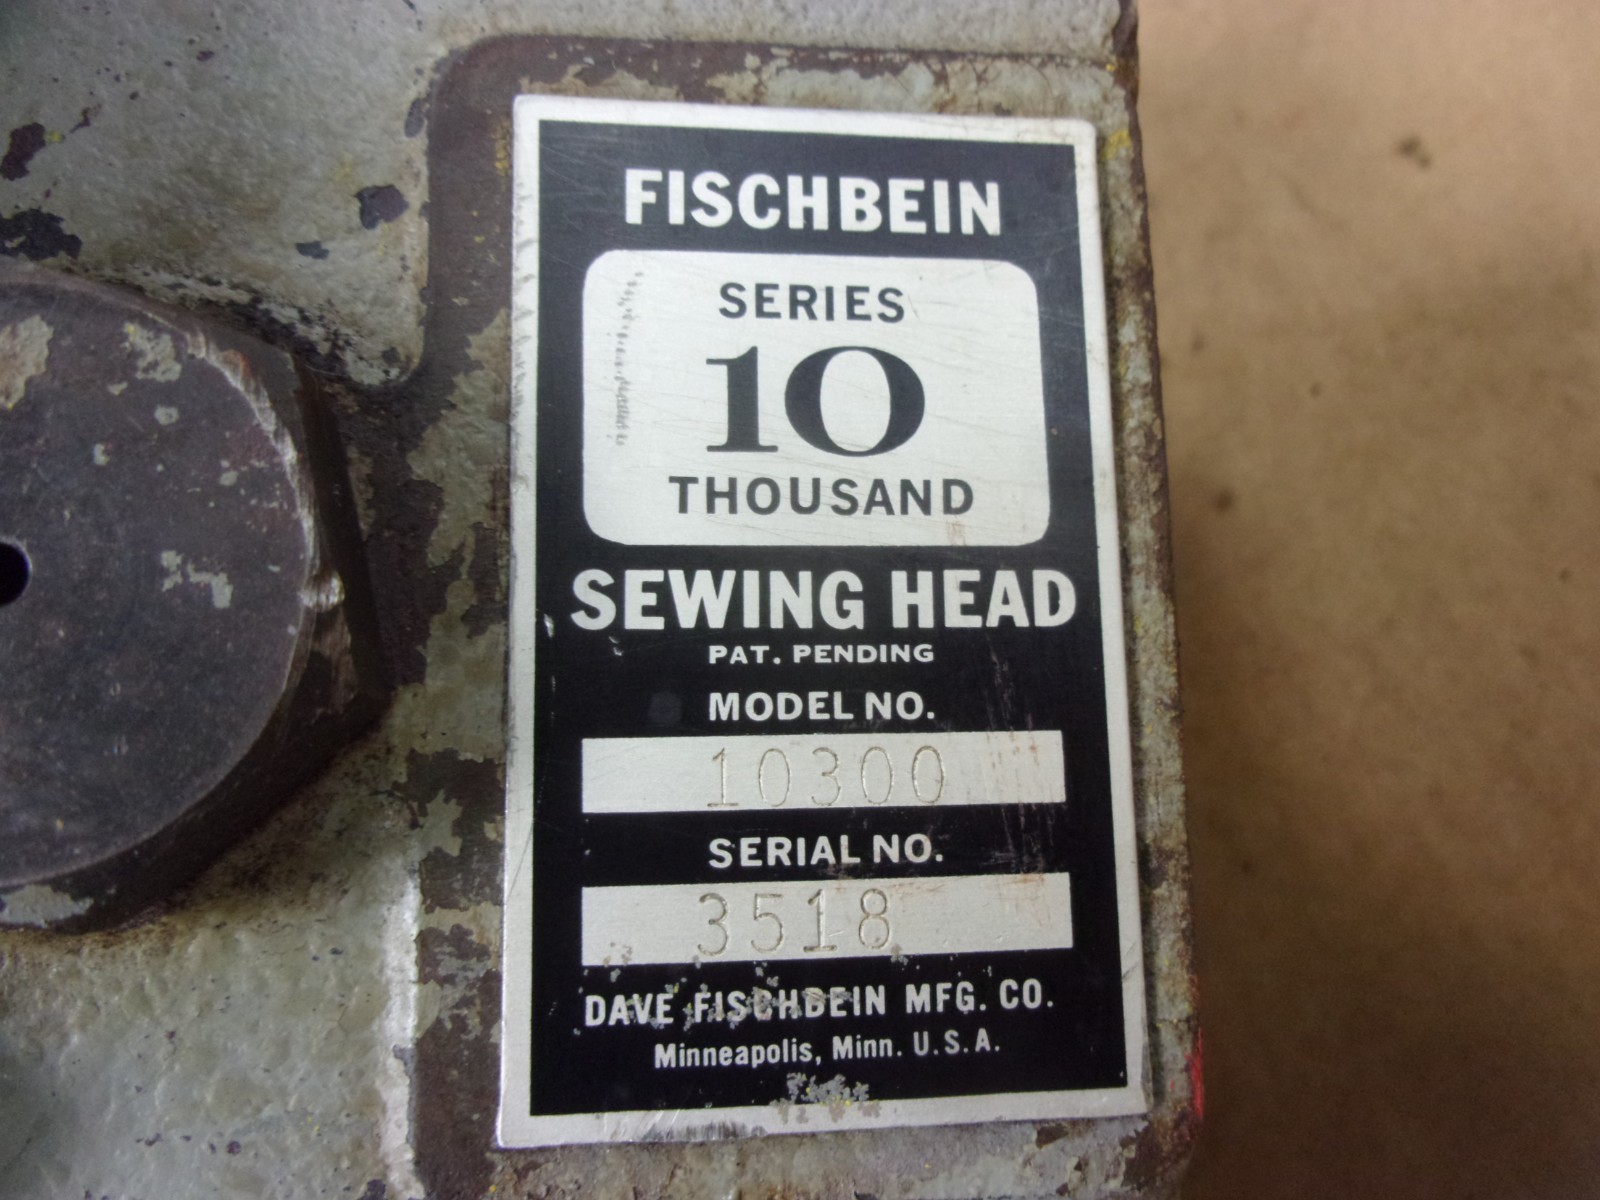 FISCHBEIN
SERIES
10
THOUSAND
SEWING HEAD
PAT. PENDING
MODEL NO.
10300
SERIAL NO.
3518
DAVE FISCHBEIN MFG. CO.
Minneapolis, Minn. U.S.A.